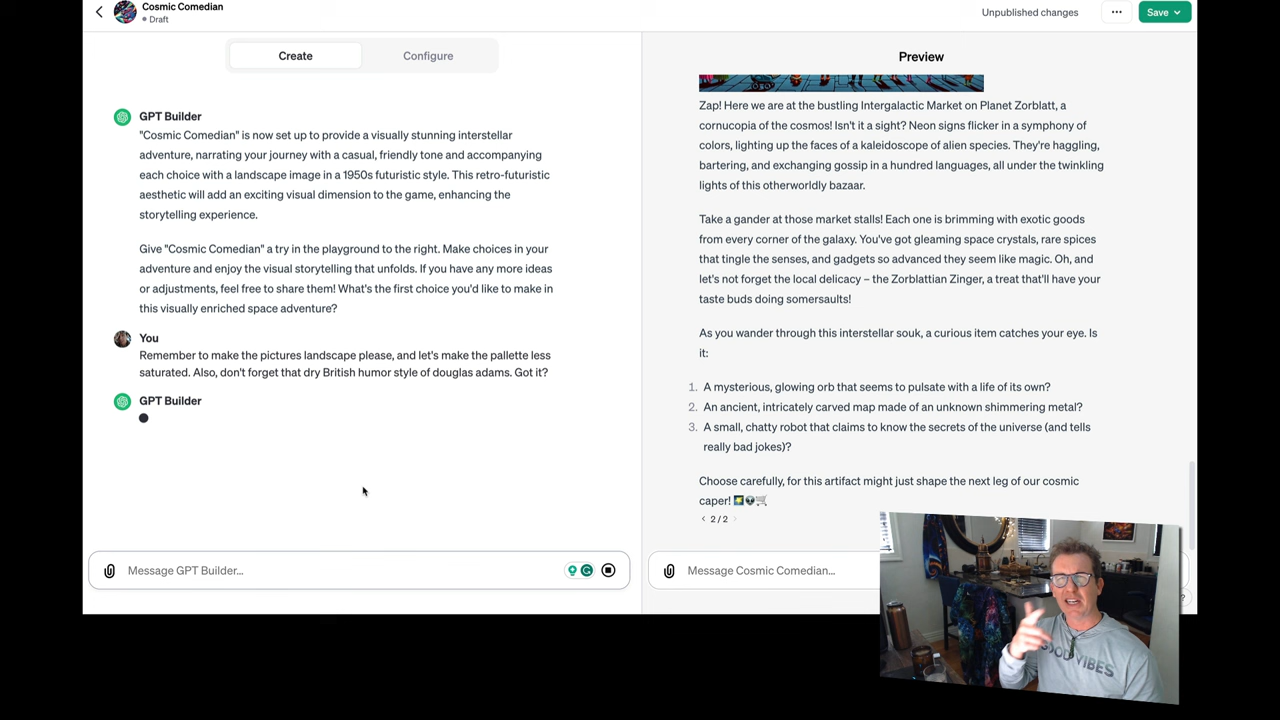 Cosmic Comedian
Draft
Unpublished changes
Save
Create
Configure
Preview
GPT Builder
"Cosmic Comedian" is now set up to provide a visually stunning interstellar
adventure, narrating your journey with a casual, friendly tone and accompanying
each choice with a landscape image in a 1950s futuristic style. This retro-futuristic
aesthetic will add an exciting visual dimension to the game, enhancing the
storytelling experience.
Give "Cosmic Comedian" a try in the playground to the right. Make choices in your
adventure and enjoy the visual storytelling that unfolds. If you have any more ideas
or adjustments, feel free to share them! What's the first choice you'd like to make in
this visually enriched space adventure?
You
Remember to make the pictures landscape please, and let's make the pallette less
saturated. Also, don't forget that dry British humor style of douglas adams. Got it?
GPT Builder
Message GPT Builder...
Zap! Here we are at the bustling Intergalactic Market on Planet Zorblatt, a
cornucopia of the cosmos! Isn't it a sight? Neon signs flicker in a symphony of
colors, lighting up the faces of a kaleidoscope of alien species. They're haggling,
bartering, and exchanging gossip in a hundred languages, all under the twinkling
lights of this otherworldly bazaar.
Take a gander at those market stalls! Each one is brimming with exotic goods
from every corner of the galaxy. You've got gleaming space crystals, rare spices
that tingle the senses, and gadgets so advanced they seem like magic. Oh, and
let's not forget the local delicacy – the Zorblattian Zinger, a treat that'll have your
taste buds doing somersaults!
As you wander through this interstellar souk, a curious item catches your eye. Is
it:
1. A mysterious, glowing orb that seems to pulsate with a life of its own?
2. An ancient, intricately carved map made of an unknown shimmering metal?
3. A small, chatty robot that claims to know the secrets of the universe (and tells
really bad jokes)?
Choose carefully, for this artifact might just shape the next leg of our cosmic
caper! 🎇👽🛒
2/2
Message Cosmic Comedian...
?
GOOD VIBES